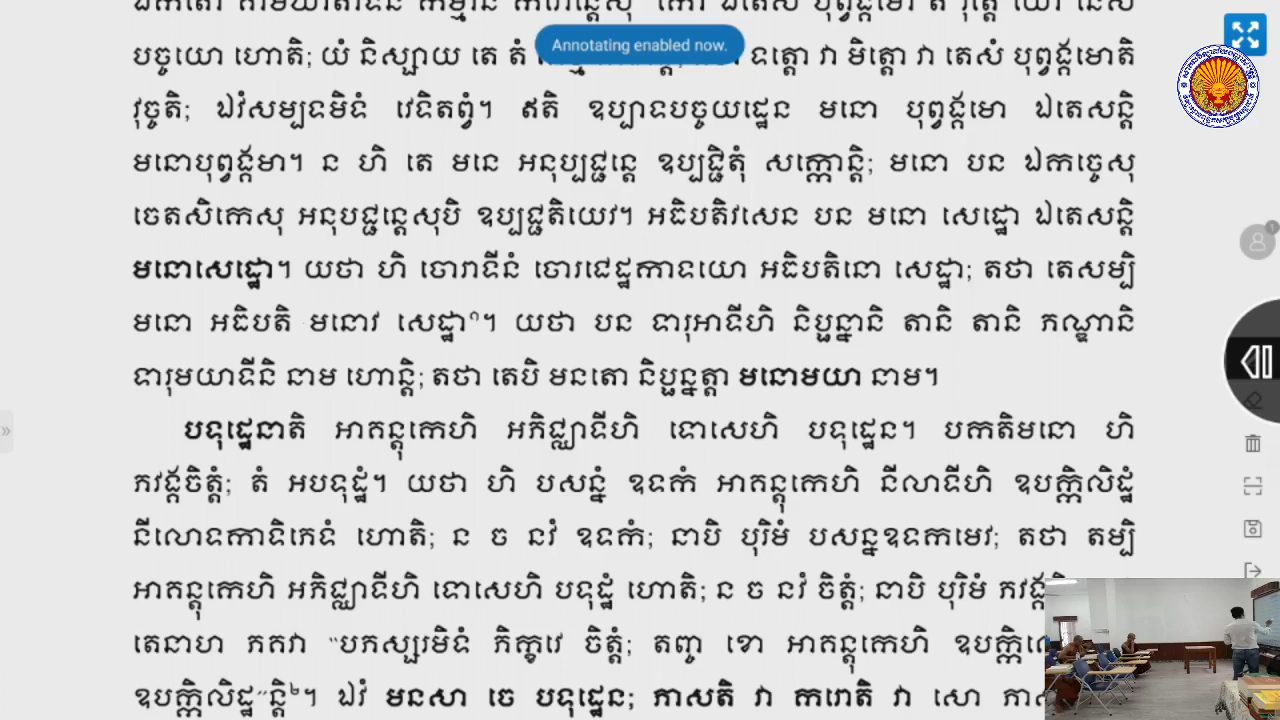 បច្ចយោ ហោតិ; យំ និស្សាយ តេ តំ ទត្តោ វា មិត្តោ វា តេសំ បុព្វង្គមោតិ
Annotating enabled now.
វុច្ចតិ; ឯវំសម្បទមិទំ វេទិតព្វំ។ ឥតិ ឧប្បាទបច្ចយដ្ឋេន មនោ បុព្វង្គមោ ឯតេសន្តិ
មនោបុព្វង្គមា។ ន ហិ តេ មនេ អនុប្បជ្ជន្តេ ឧប្បជ្ជិតុំ សក្កោន្តិ; មនោ បន ឯកច្ចេសុ
ចេតសិកេសុ អនុបជ្ជន្តេសុបិ ឧប្បជ្ជតិយេវ។ អធិបតិវសេន បន មនោ សេដ្ឋោ ឯតេសន្តិ
មនោសេដ្ឋា។ យថា ហិ ចោរាទីនំ ចោរជេដ្ឋកាទយោ អធិបតិនោ សេដ្ឋា; តថា តេសម្បិ
មនោ អធិបតិ មនោវ សេដ្ឋា១។ យថា បន ទារុអាទីហិ និប្ផន្នានិ តានិ តានិ ភណ្ឌានិ
ទារុមយាទីនិ នាម ហោន្តិ; តថា តេបិ មនតោ និប្ផន្នត្តា មនោមយា នាម។
បទុដ្ឋេនាតិ អាគន្តុកេហិ អភិជ្ឈាទីហិ ទោសេហិ បទុដ្ឋេន។ បកតិមនោ ហិ
ភវង្គចិត្តំ; តំ អបទុដ្ឋំ។ យថា ហិ បសន្នំ ឧទកំ អាគន្តុកេហិ នីលាទីហិ ឧបក្កិលិដ្ឋំ
នីលោទកាទិភេទំ ហោតិ; ន ច នវំ ឧទកំ; នាបិ បុរិមំ បសន្នឧទកមេវ; តថា តម្បិ
អាគន្តុកេហិ អភិជ្ឈាទីហិ ទោសេហិ បទុដ្ឋំ ហោតិ; ន ច នវំ ចិត្តំ; នាបិ បុរិមំ
តេនាហ ភគវា “បភស្សរមិទំ ភិក្ខវេ ចិត្តំ; តញ្ច ខោ អាគន្តុកេហិ
ឧបក្កិលិដ្ឋ”ន្តិ២។ ឯវំ មនសា ចេ បទុដ្ឋេន; ភាសតិ វា ករោតិ វា សោ